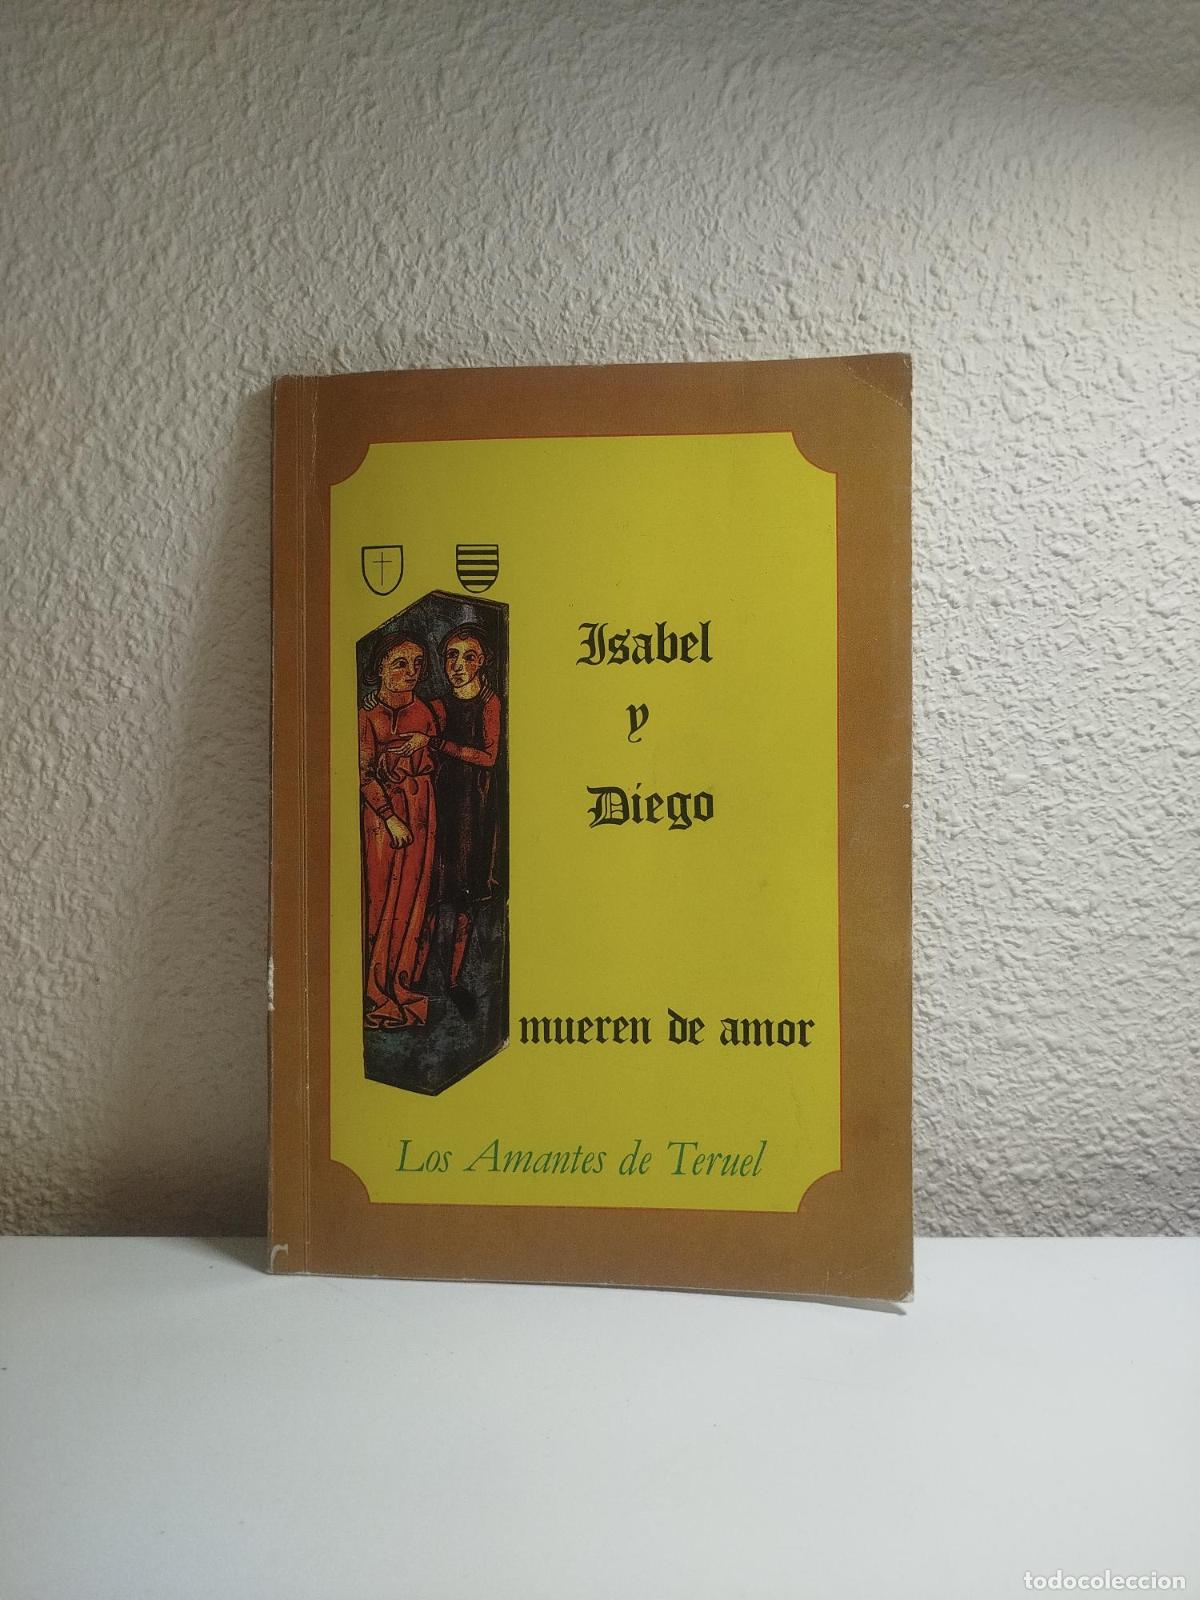 Isabel
y
Diego
mueren de amor
Los Amantes de Teruel
todocoleccion